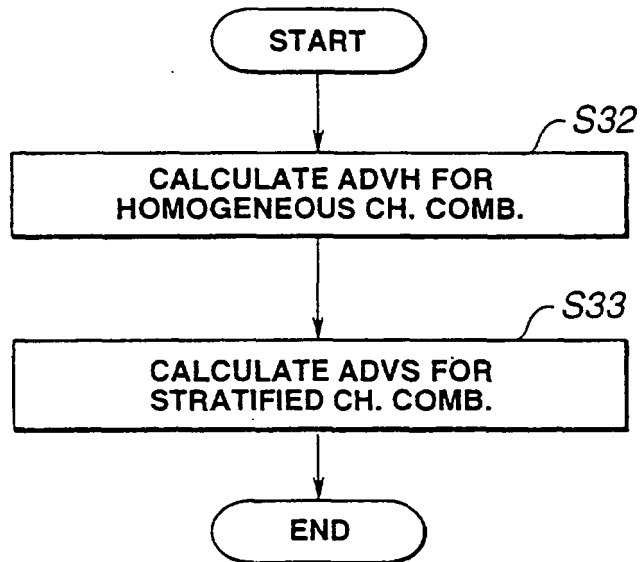 START
S32
CALCULATE ADVH FOR
HOMOGENEOUS CH. COMB.
S33
CALCULATE ADVS FOR
STRATIFIED CH. COMB.
END